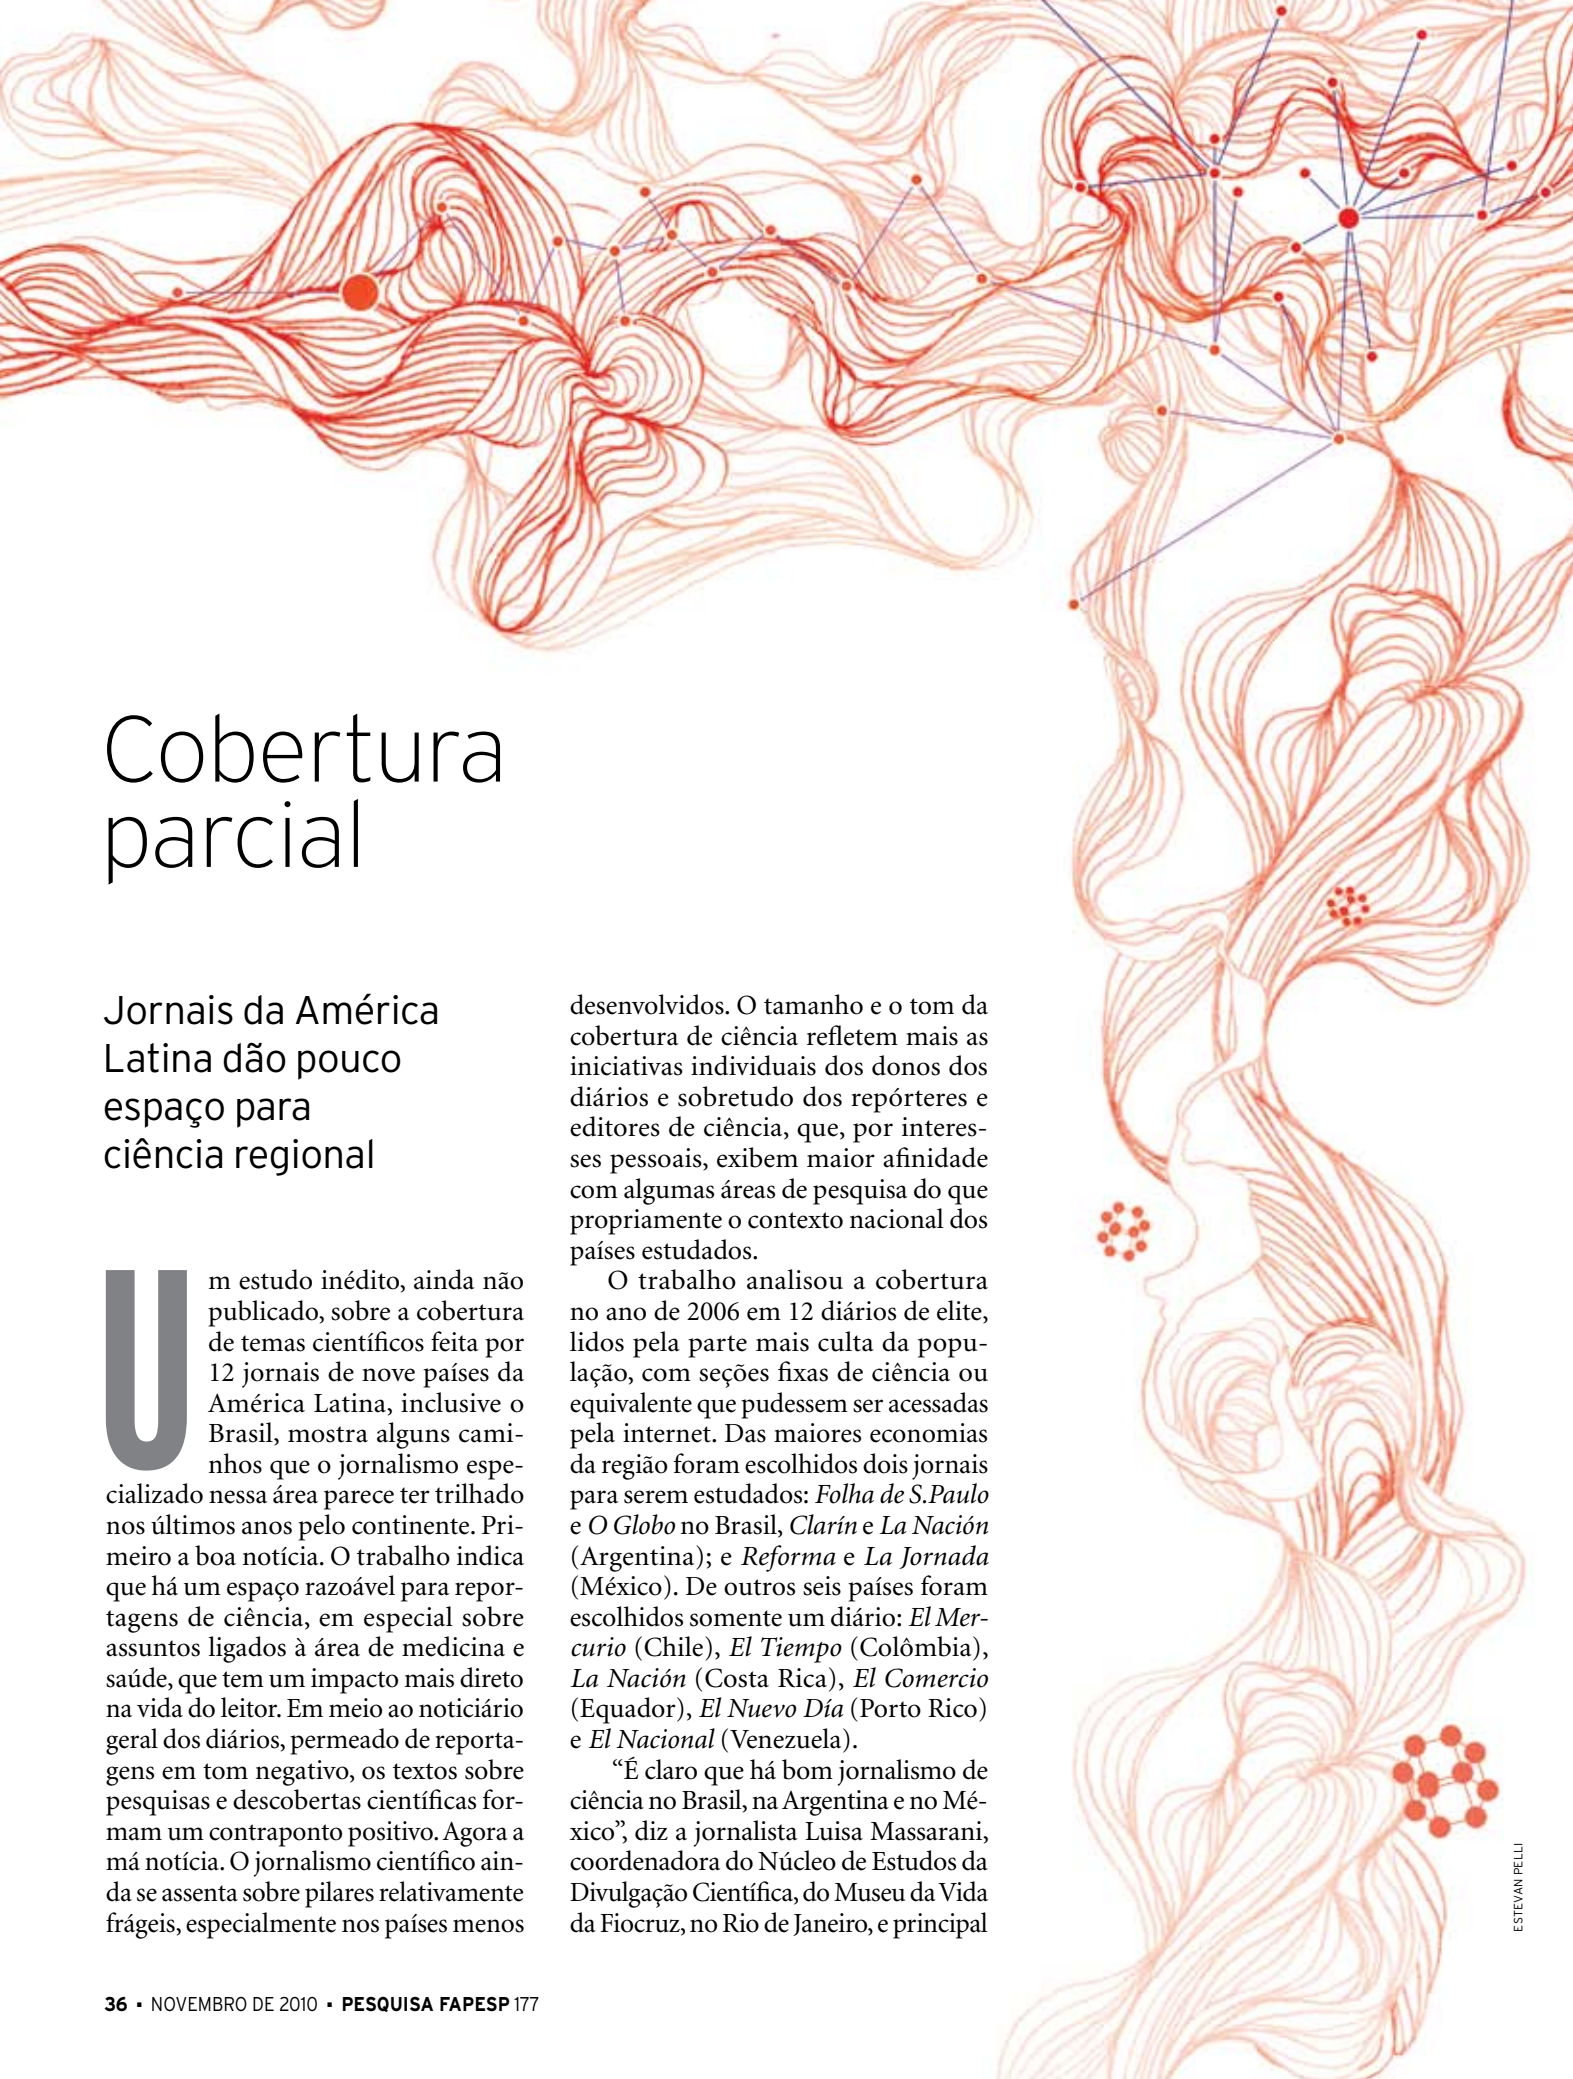 Cobertura
parcial
Jornais da América
Latina dão pouco
espaço para
ciência regional
Um estudo inédito, ainda não
publicado, sobre a cobertura
de temas científicos feita por
12 jornais de nove países da
América Latina, inclusive o
Brasil, mostra alguns cami-
nhos que o jornalismo espe-
cializado nessa área parece ter trilhado
nos últimos anos pelo continente. Pri-
meiro a boa notícia. O trabalho indica
que há um espaço razoável para repor-
tagens de ciência, em especial sobre
assuntos ligados à área de medicina e
saúde, que tem um impacto mais direto
na vida do leitor. Em meio ao noticiário
geral dos diários, permeado de reporta-
gens em tom negativo, os textos sobre
pesquisas e descobertas científicas for-
mam um contraponto positivo. Agora a
má notícia. O jornalismo científico ain-
da se assenta sobre pilares relativamente
frágeis, especialmente nos países menos
desenvolvidos. O tamanho e o tom da
cobertura de ciência refletem mais as
iniciativas individuais dos donos dos
diários e sobretudo dos repórteres e
editores de ciência, que, por interes-
ses pessoais, exibem maior afinidade
com algumas áreas de pesquisa do que
propriamente o contexto nacional dos
países estudados.
O trabalho analisou a cobertura
no ano de 2006 em 12 diários de elite,
lidos pela parte mais culta da popu-
lação, com seções fixas de ciência ou
equivalente que pudessem ser acessadas
pela internet. Das maiores economias
da região foram escolhidos dois jornais
para serem estudados: Folha de S.Paulo
e O Globo no Brasil, Clarín e La Nación
(Argentina); e Reforma e La Jornada
(México). De outros seis países foram
escolhidos somente um diário: El Mer-
curio (Chile), El Tiempo (Colômbia),
La Nación (Costa Rica), El Comercio
(Equador), El Nuevo Día (Porto Rico)
e El Nacional (Venezuela).
“É claro que há bom jornalismo de
ciência no Brasil, na Argentina e no Mé-
xico”, diz a jornalista Luisa Massarani,
coordenadora do Núcleo de Estudos da
Divulgação Científica, do Museu da Vida
da Fiocruz, no Rio de Janeiro, e principal
ESTEVAN PELLI
36 ▪ NOVEMBRO DE 2010 ▪ PESQUISA FAPESP 177